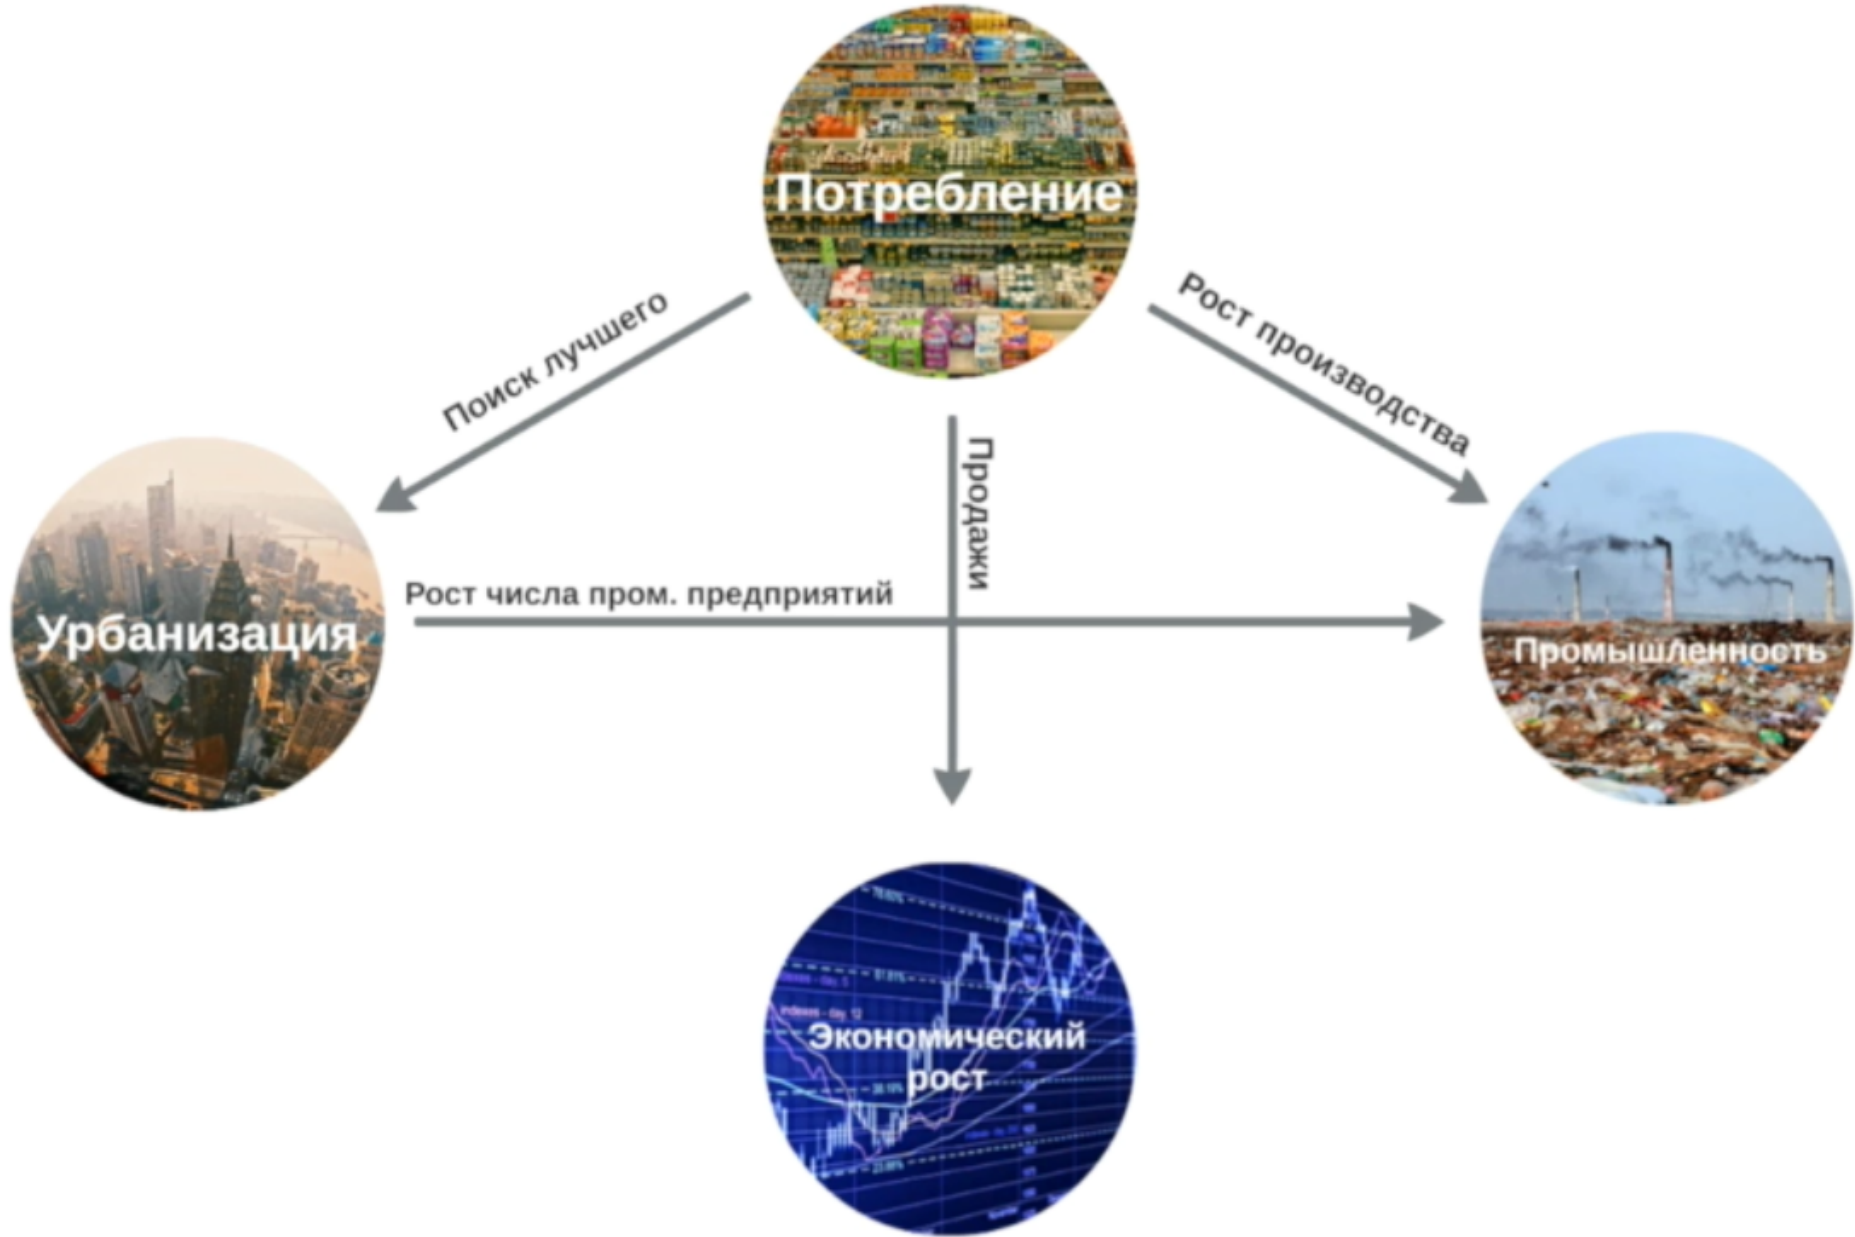 Потребление
Поиск лучшего
Рост производства
Продажи
Рост числа пром. предприятий
Урбанизация
Промышленность
Экономический
рост